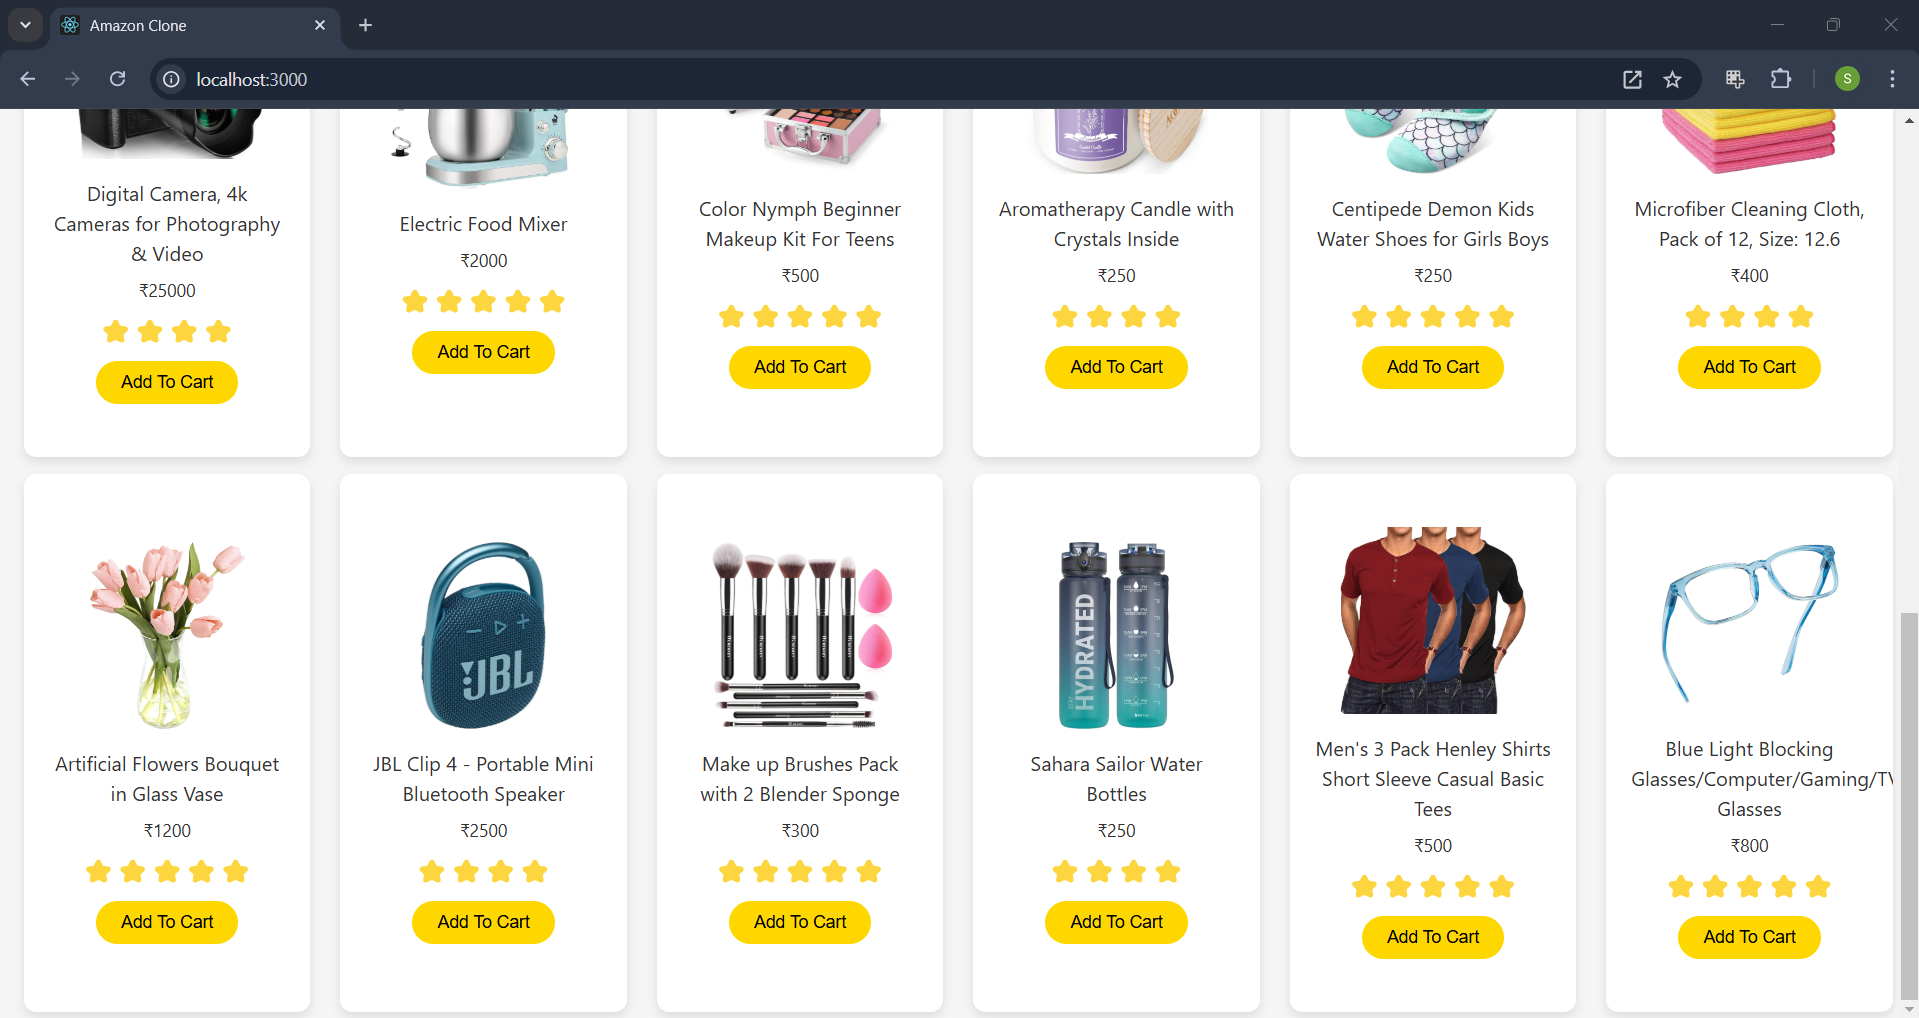 Amazon Clone
localhost:3000
S
Digital Camera, 4k
Cameras for Photography
& Video
₹25000
Add To Cart
Electric Food Mixer
₹2000
Add To Cart
Color Nymph Beginner
Makeup Kit For Teens
₹500
Add To Cart
Aromatherapy Candle with
Crystals Inside
₹250
Add To Cart
Centipede Demon Kids
Water Shoes for Girls Boys
₹250
Add To Cart
Microfiber Cleaning Cloth,
Pack of 12, Size: 12.6
₹400
Add To Cart
Artificial Flowers Bouquet
in Glass Vase
₹1200
Add To Cart
JBL
JBL Clip 4 - Portable Mini
Bluetooth Speaker
₹2500
Add To Cart
Make up Brushes Pack
with 2 Blender Sponge
₹300
Add To Cart
HYDRATED
Sahara Sailor Water
Bottles
₹250
Add To Cart
Men's 3 Pack Henley Shirts
Short Sleeve Casual Basic
Tees
₹500
Add To Cart
Blue Light Blocking
Glasses/Computer/Gaming/TV
Glasses
₹800
Add To Cart